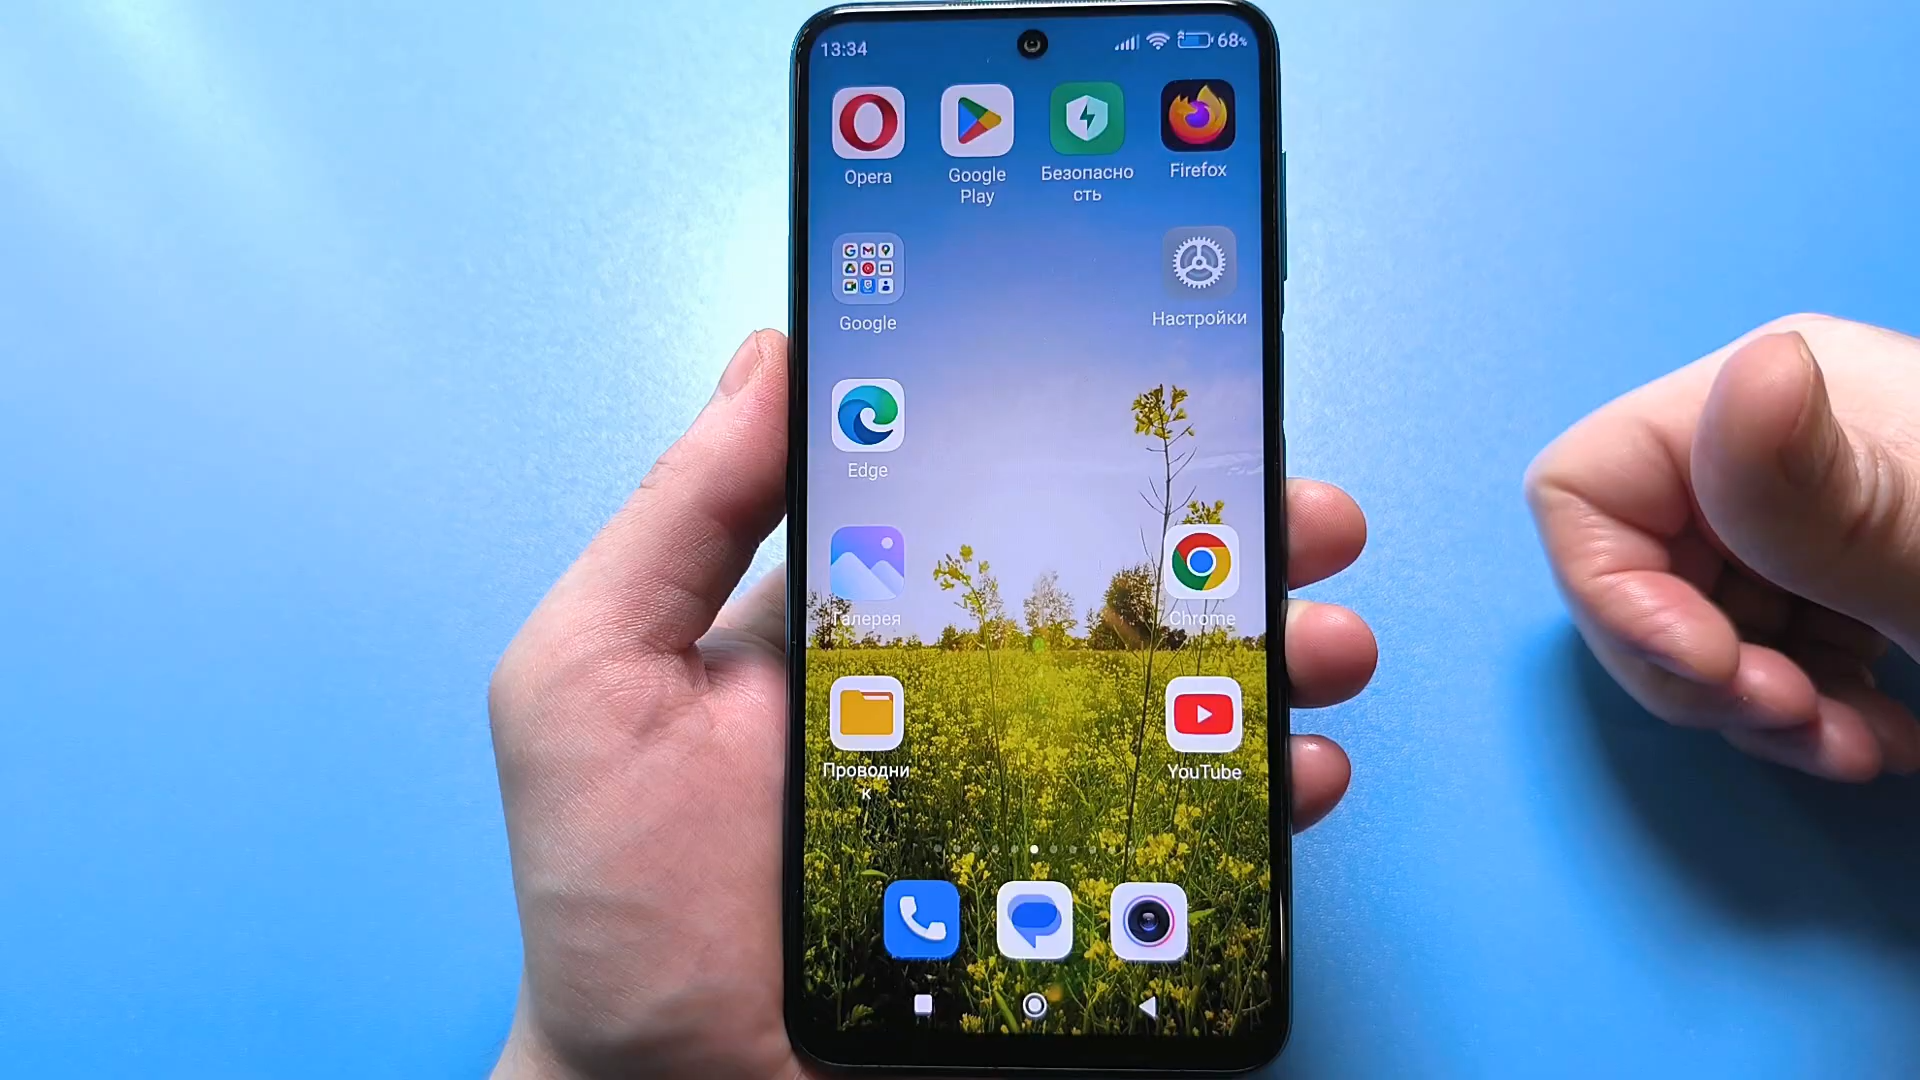 13:34
68%
Opera
Google
Play
Безопасно
сть
Firefox
Google
Настройки
Edge
Галерея
Chrome
Проводни
к
YouTube